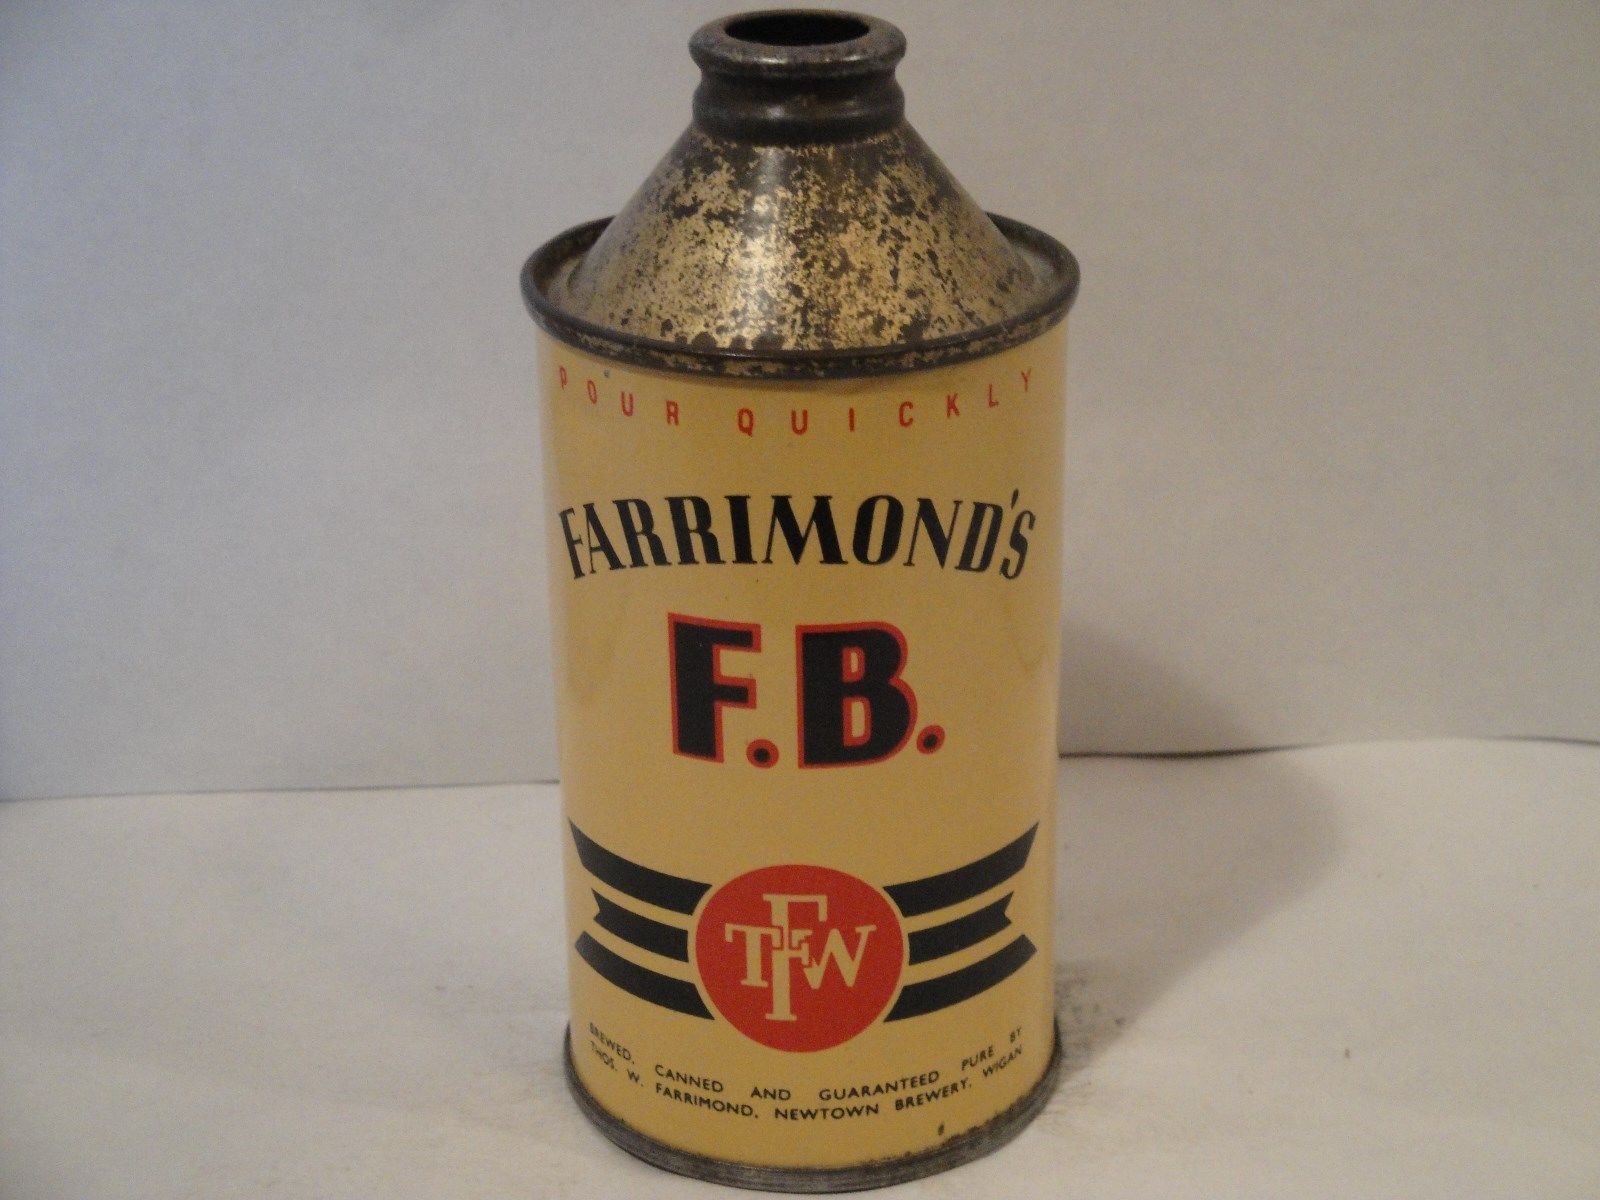 POUR QUICKLY
FARRIMOND'S
F.B.
TFW
BREWED, CANNED AND GUARANTEED PURE BY
THOS. W. FARRIMOND, NEWTOWN BREWERY, WIGAN